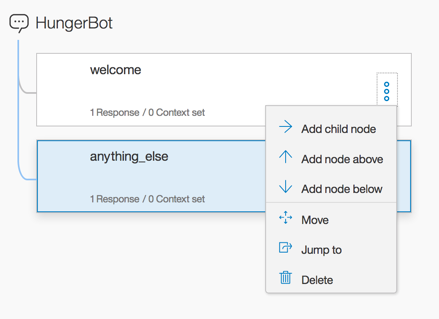 HungerBot
welcome
1 Response / 0 Context set
Add child node
anything_else
Add node above
Add node below
1 Response / 0 Context set
Move
Jump to
Delete